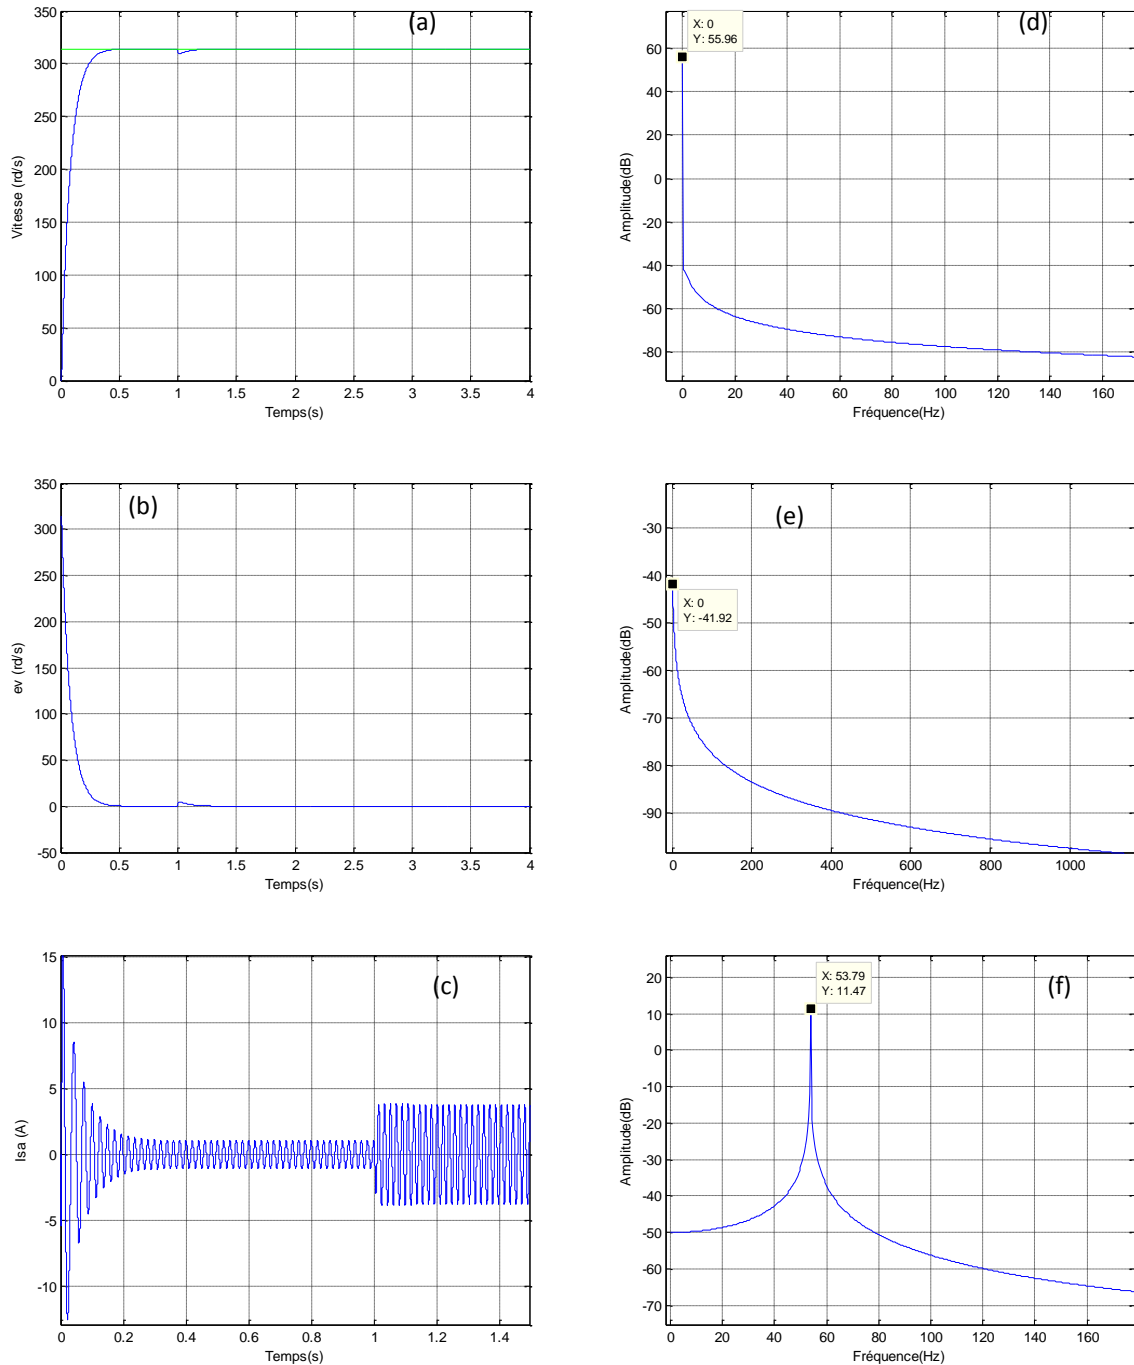 (a)
350
300
250
200
150
100
50
0
Vitesse (rd/s)
0 0.5 1 1.5 2 2.5 3 3.5 4
Temps(s)
(d)
X: 0
Y: 55.96
60
40
20
0
-20
-40
-60
-80
Amplitude(dB)
0 20 40 60 80 100 120 140 160
Fréquence(Hz)
(b)
350
300
250
200
150
100
50
0
-50
ev (rd/s)
0 0.5 1 1.5 2 2.5 3 3.5 4
Temps(s)
(e)
X: 0
Y: -41.92
-30
-40
-50
-60
-70
-80
-90
Amplitude(dB)
0 200 400 600 800 1000
Fréquence(Hz)
(c)
15
10
5
0
-5
-10
Isa (A)
0 0.2 0.4 0.6 0.8 1 1.2 1.4
Temps(s)
(f)
X: 53.79
Y: 11.47
20
10
0
-10
-20
-30
-40
-50
-60
-70
Amplitude(dB)
0 20 40 60 80 100 120 140 160
Fréquence(Hz)